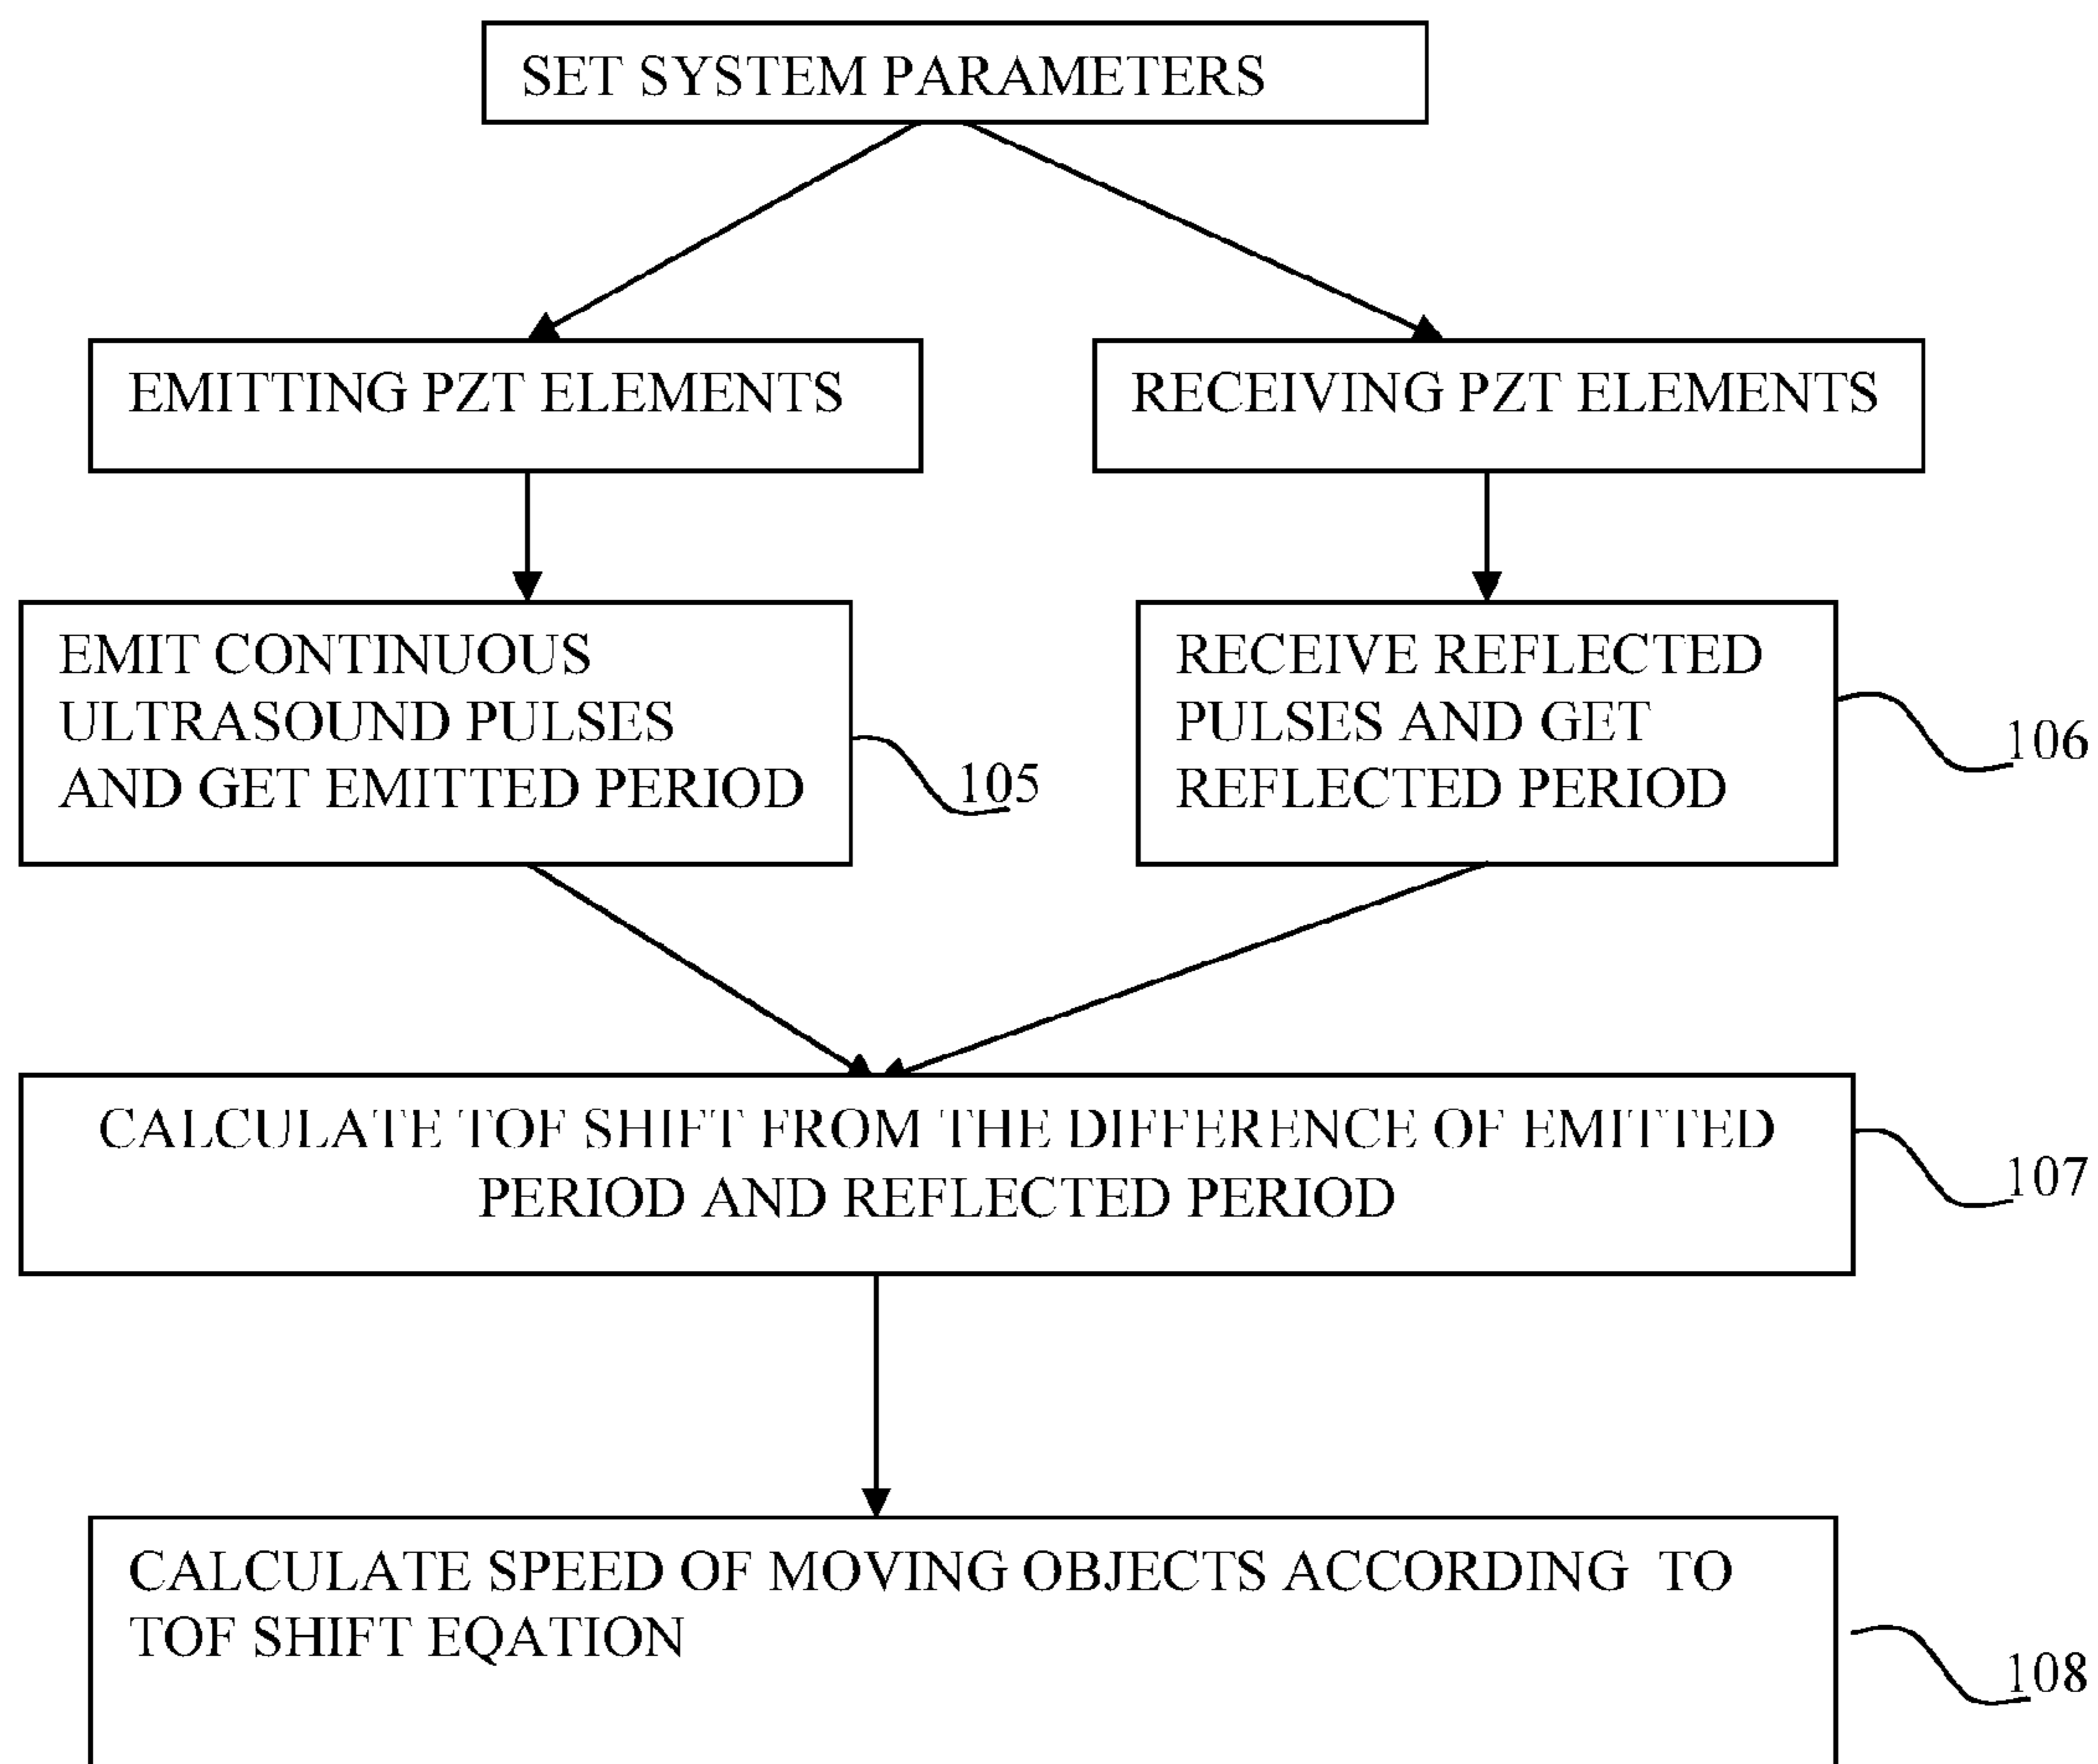 SET SYSTEM PARAMETERS
EMITTING PZT ELEMENTS
RECEIVING PZT ELEMENTS
EMIT CONTINUOUS
ULTRASOUND PULSES
AND GET EMITTED PERIOD
105
RECEIVE REFLECTED
PULSES AND GET
REFLECTED PERIOD
106
CALCULATE TOF SHIFT FROM THE DIFFERENCE OF EMITTED
PERIOD AND REFLECTED PERIOD
107
CALCULATE SPEED OF MOVING OBJECTS ACCORDING TO
TOF SHIFT EQATION
108